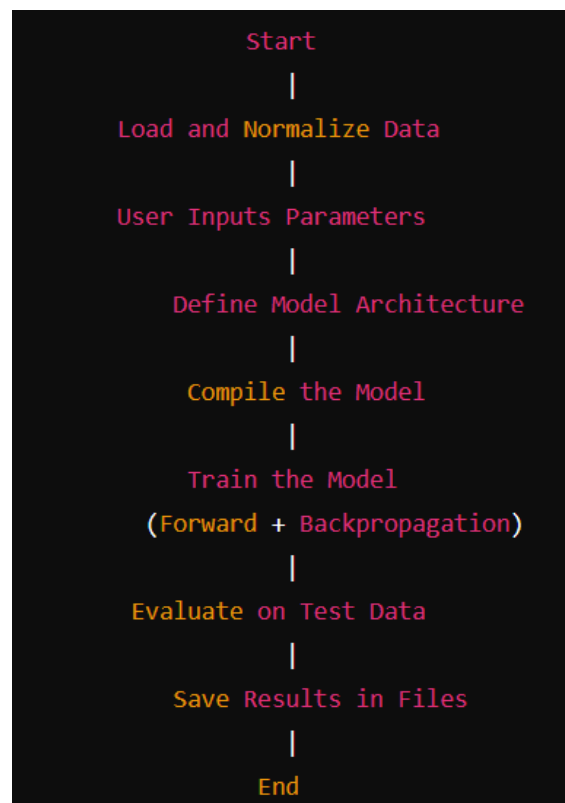 Start
|
Load and Normalize Data
|
User Inputs Parameters
|
Define Model Architecture
|
Compile the Model
|
Train the Model
(Forward + Backpropagation)
|
Evaluate on Test Data
|
Save Results in Files
|
End